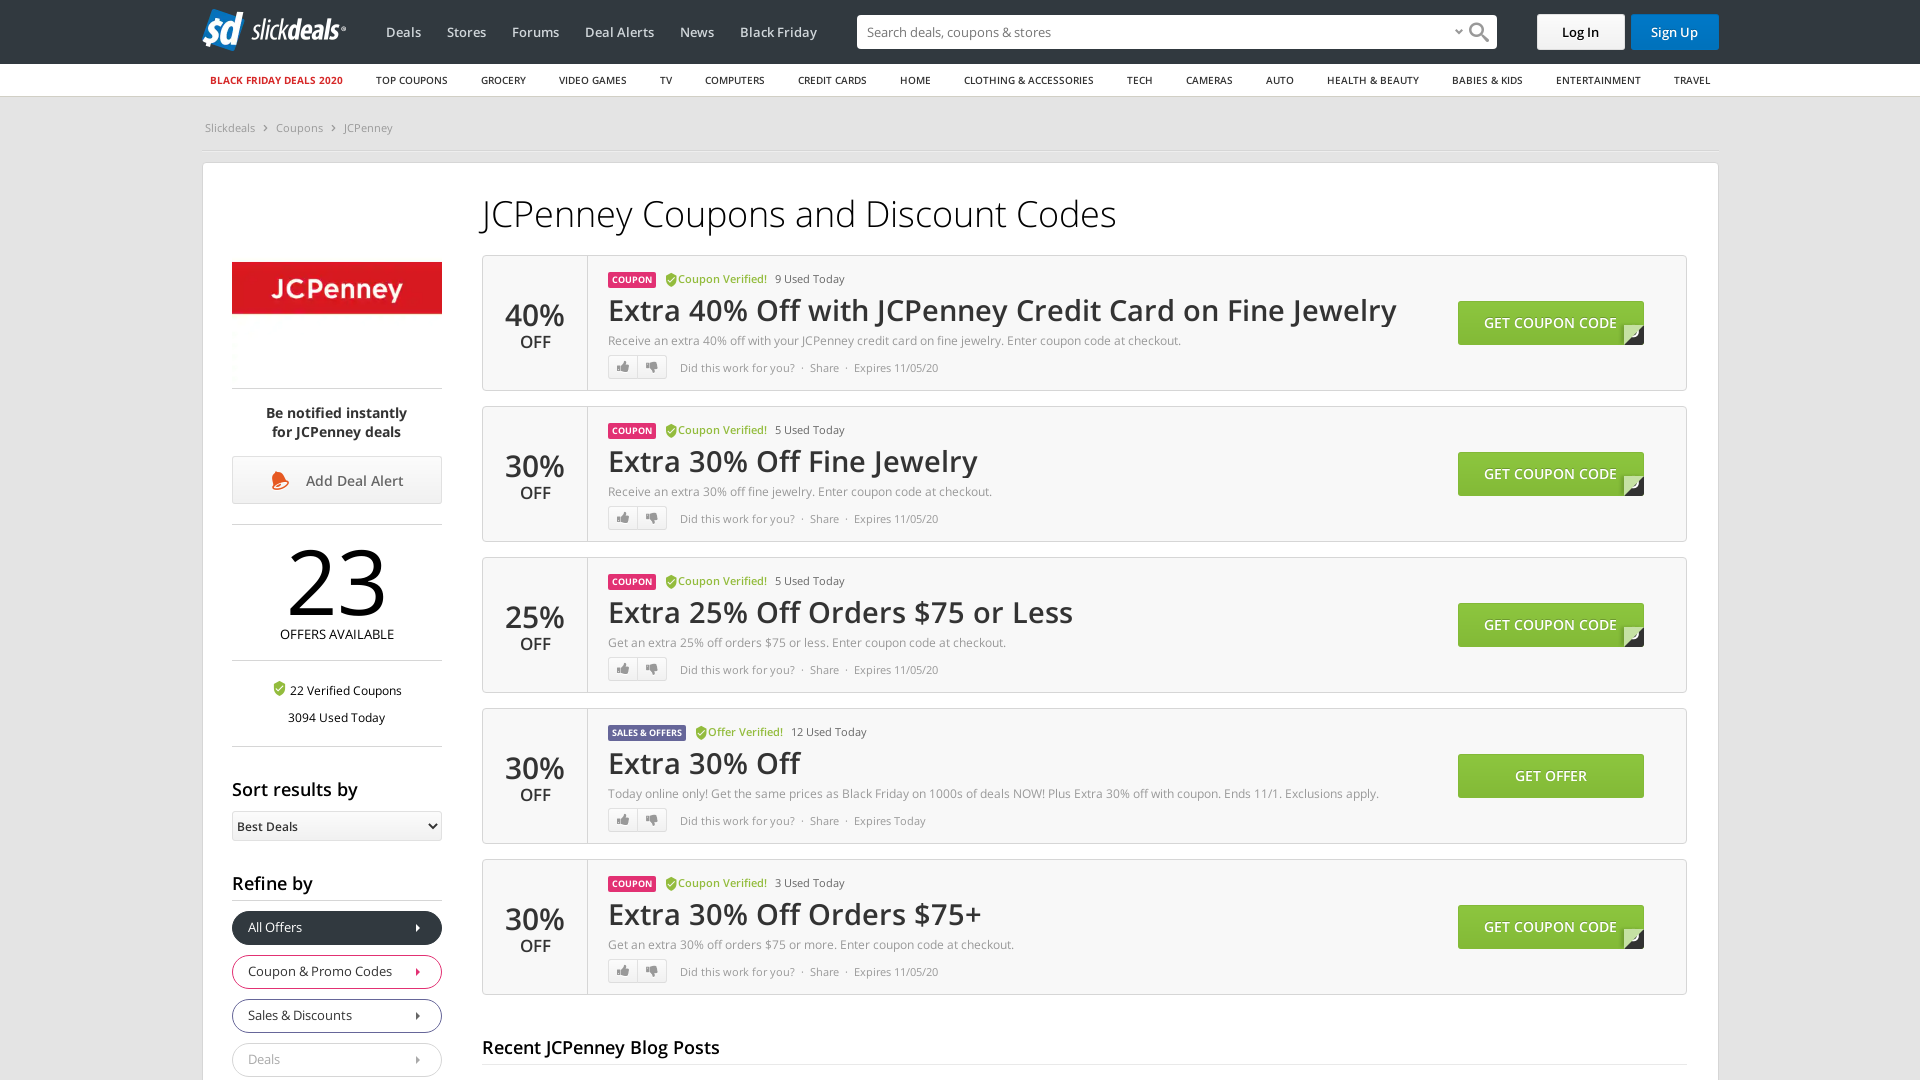 sd slickdeals
Deals Stores Forums Deal Alerts News Black Friday
Search deals, coupons & stores
Log In Sign Up
BLACK FRIDAY DEALS 2020 TOP COUPONS GROCERY VIDEO GAMES TV COMPUTERS CREDIT CARDS HOME CLOTHING & ACCESSORIES TECH CAMERAS AUTO HEALTH & BEAUTY BABIES & KIDS ENTERTAINMENT TRAVEL
Slickdeals > Coupons > JCPenney
JCPenney
Be notified instantly
for JCPenney deals
Add Deal Alert
23
OFFERS AVAILABLE
22 Verified Coupons
3094 Used Today
Sort results by
Best Deals
Refine by
All Offers
Coupon & Promo Codes
Sales & Discounts
Deals
JCPenney Coupons and Discount Codes
40%
OFF
COUPON Coupon Verified! 9 Used Today
Extra 40% Off with JCPenney Credit Card on Fine Jewelry
Receive an extra 40% off with your JCPenney credit card on fine jewelry. Enter coupon code at checkout.
Did this work for you? · Share · Expires 11/05/20
GET COUPON CODE
30%
OFF
COUPON Coupon Verified! 5 Used Today
Extra 30% Off Fine Jewelry
Receive an extra 30% off fine jewelry. Enter coupon code at checkout.
Did this work for you? · Share · Expires 11/05/20
GET COUPON CODE
25%
OFF
COUPON Coupon Verified! 5 Used Today
Extra 25% Off Orders $75 or Less
Get an extra 25% off orders $75 or less. Enter coupon code at checkout.
Did this work for you? · Share · Expires 11/05/20
GET COUPON CODE
30%
OFF
SALES & OFFERS Offer Verified! 12 Used Today
Extra 30% Off
Today online only! Get the same prices as Black Friday on 1000s of deals NOW! Plus Extra 30% off with coupon. Ends 11/1. Exclusions apply.
Did this work for you? · Share · Expires Today
GET OFFER
30%
OFF
COUPON Coupon Verified! 3 Used Today
Extra 30% Off Orders $75+
Get an extra 30% off orders $75 or more. Enter coupon code at checkout.
Did this work for you? · Share · Expires 11/05/20
GET COUPON CODE
Recent JCPenney Blog Posts